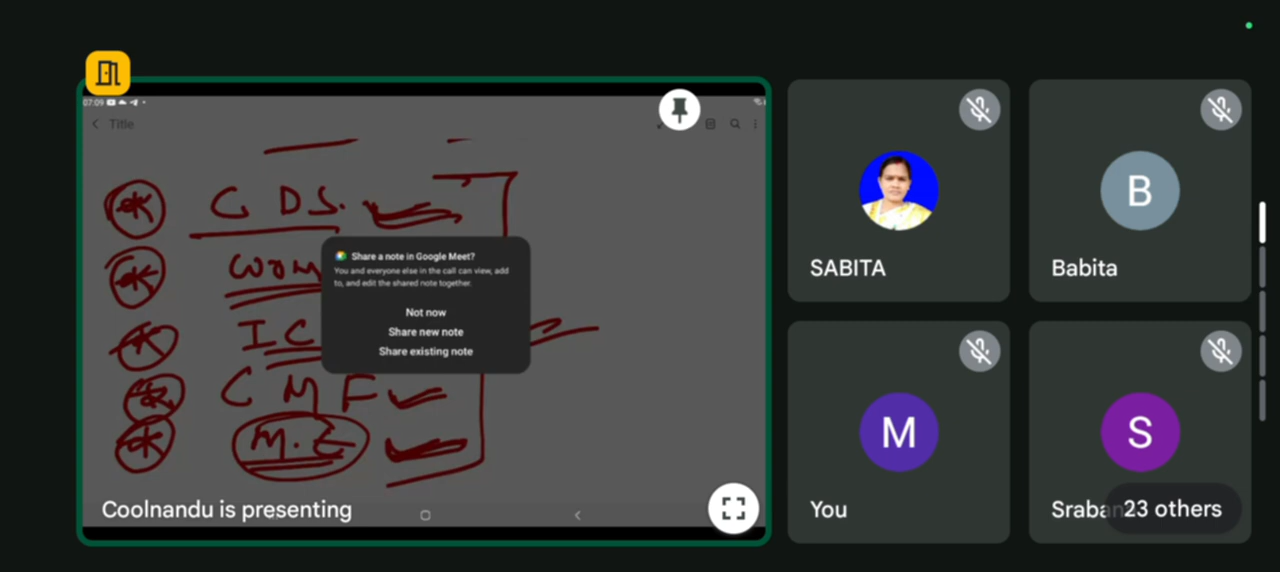 07:09
Title
C D S.
I C
C M F
M. E
Share a note in Google Meet?
You and everyone else in the call can view, add
to, and edit the shared note together.
Not now
Share new note
Share existing note
Coolnandu is presenting
SABITA
B
Babita
M
You
S
23 others